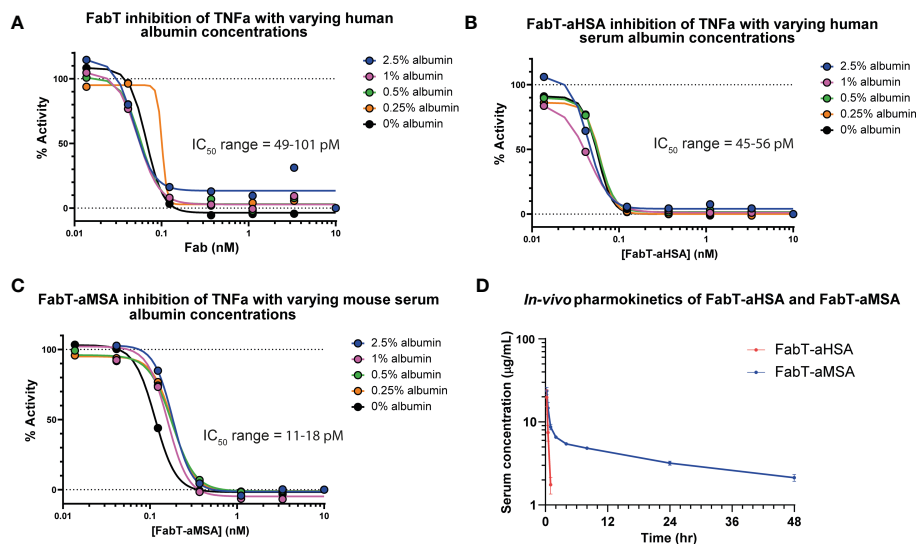 A
FabT inhibition of TNFa with varying human
albumin concentrations
% Activity
100
50
0
0.01
0.1
1
10
Fab (nM)
IC50 range = 49-101 pM
2.5% albumin
1% albumin
0.5% albumin
0.25% albumin
0% albumin
B
FabT-aHSA inhibition of TNFa with varying human
serum albumin concentrations
% Activity
100
50
0
0.01
0.1
1
10
[FabT-aHSA] (nM)
IC50 range = 45-56 pM
2.5% albumin
1% albumin
0.5% albumin
0.25% albumin
0% albumin
C
FabT-aMSA inhibition of TNFa with varying mouse serum
albumin concentrations
% Activity
100
50
0
0.01
0.1
1
10
[FabT-aMSA] (nM)
IC50 range = 11-18 pM
2.5% albumin
1% albumin
0.5% albumin
0.25% albumin
0% albumin
D
In-vivo pharmokinetics of FabT-aHSA and FabT-aMSA
Serum concentration (μg/mL)
100
10
1
0
12
24
36
48
Time (hr)
FabT-aHSA
FabT-aMSA